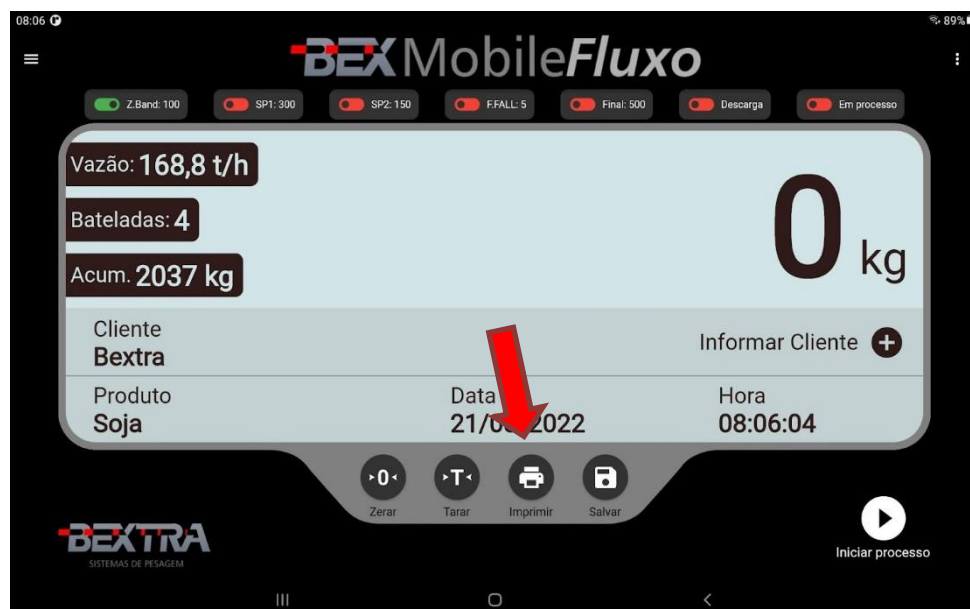 08:06
89%
BEX MobileFluxo
Z.Band: 100
SP1: 300
SP2: 150
F.FALL: 5
Final: 500
Descarga
Em processo
Vazão: 168,8 t/h
Bateladas: 4
Acum. 2037 kg
0 kg
Cliente
Bextra
Informar Cliente
Produto
Soja
Data
Hora
08:06:04
>0<
>T<
Zerar
Tarar
Imprimir
Salvar
BEXTRA
SISTEMAS DE PESAGEM
Iniciar processo